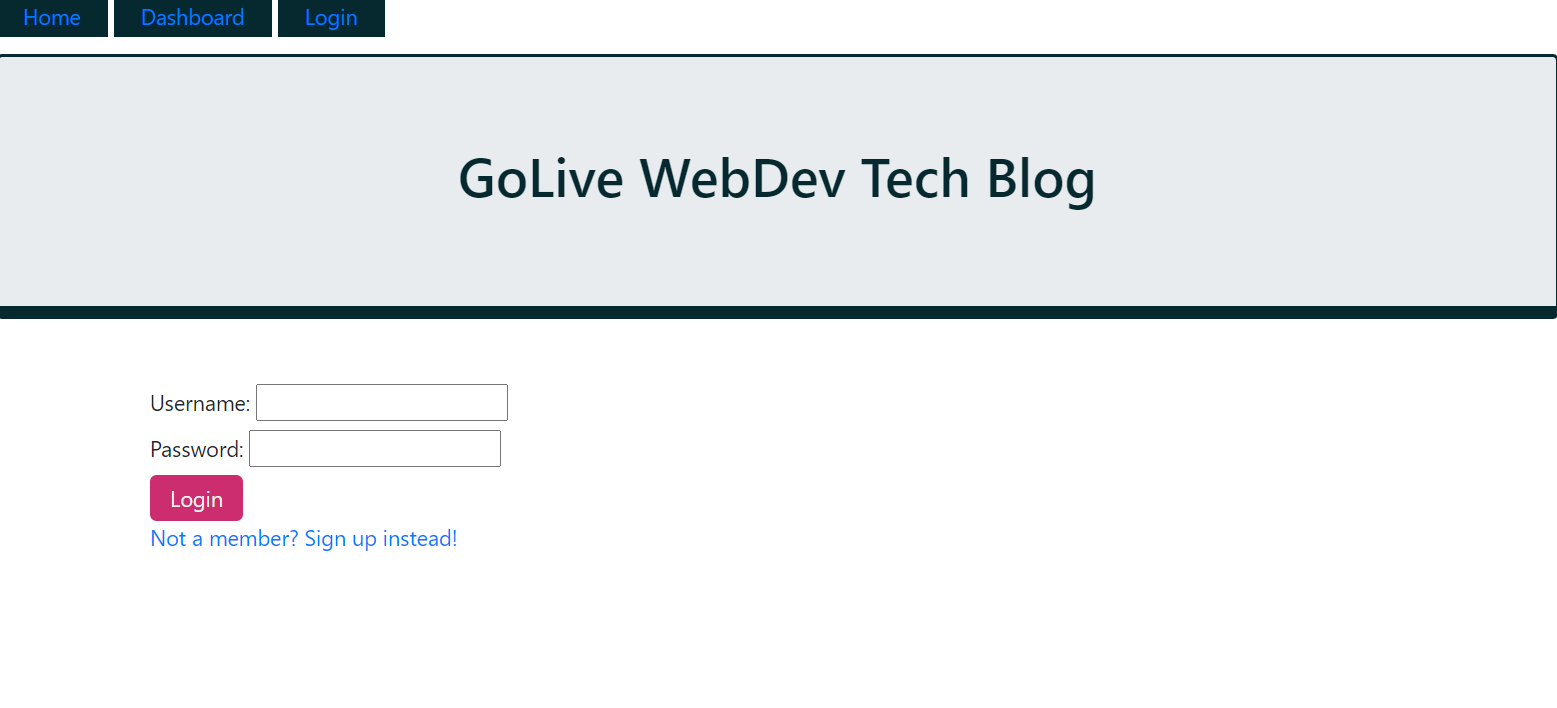 Home Dashboard Login
GoLive WebDev Tech Blog
Username:
Password:
Login
Not a member? Sign up instead!